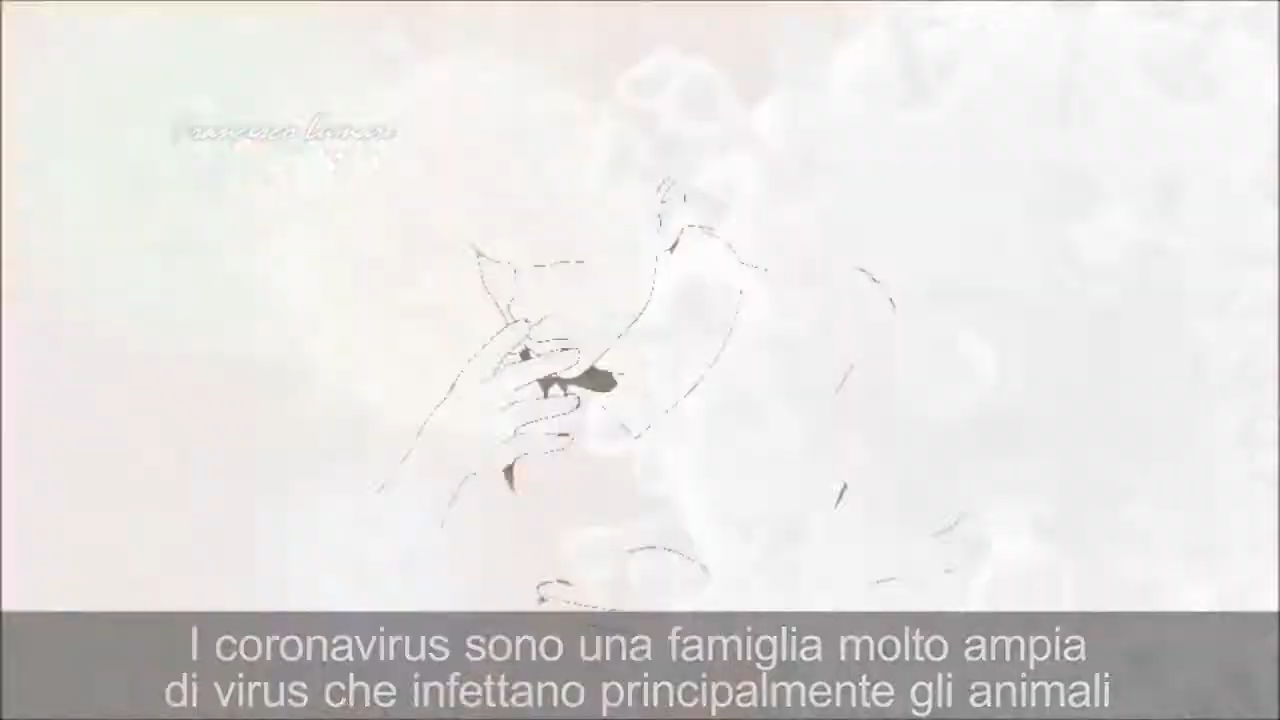 I coronavirus sono una famiglia molto ampia
di virus che infettano principalmente gli animali